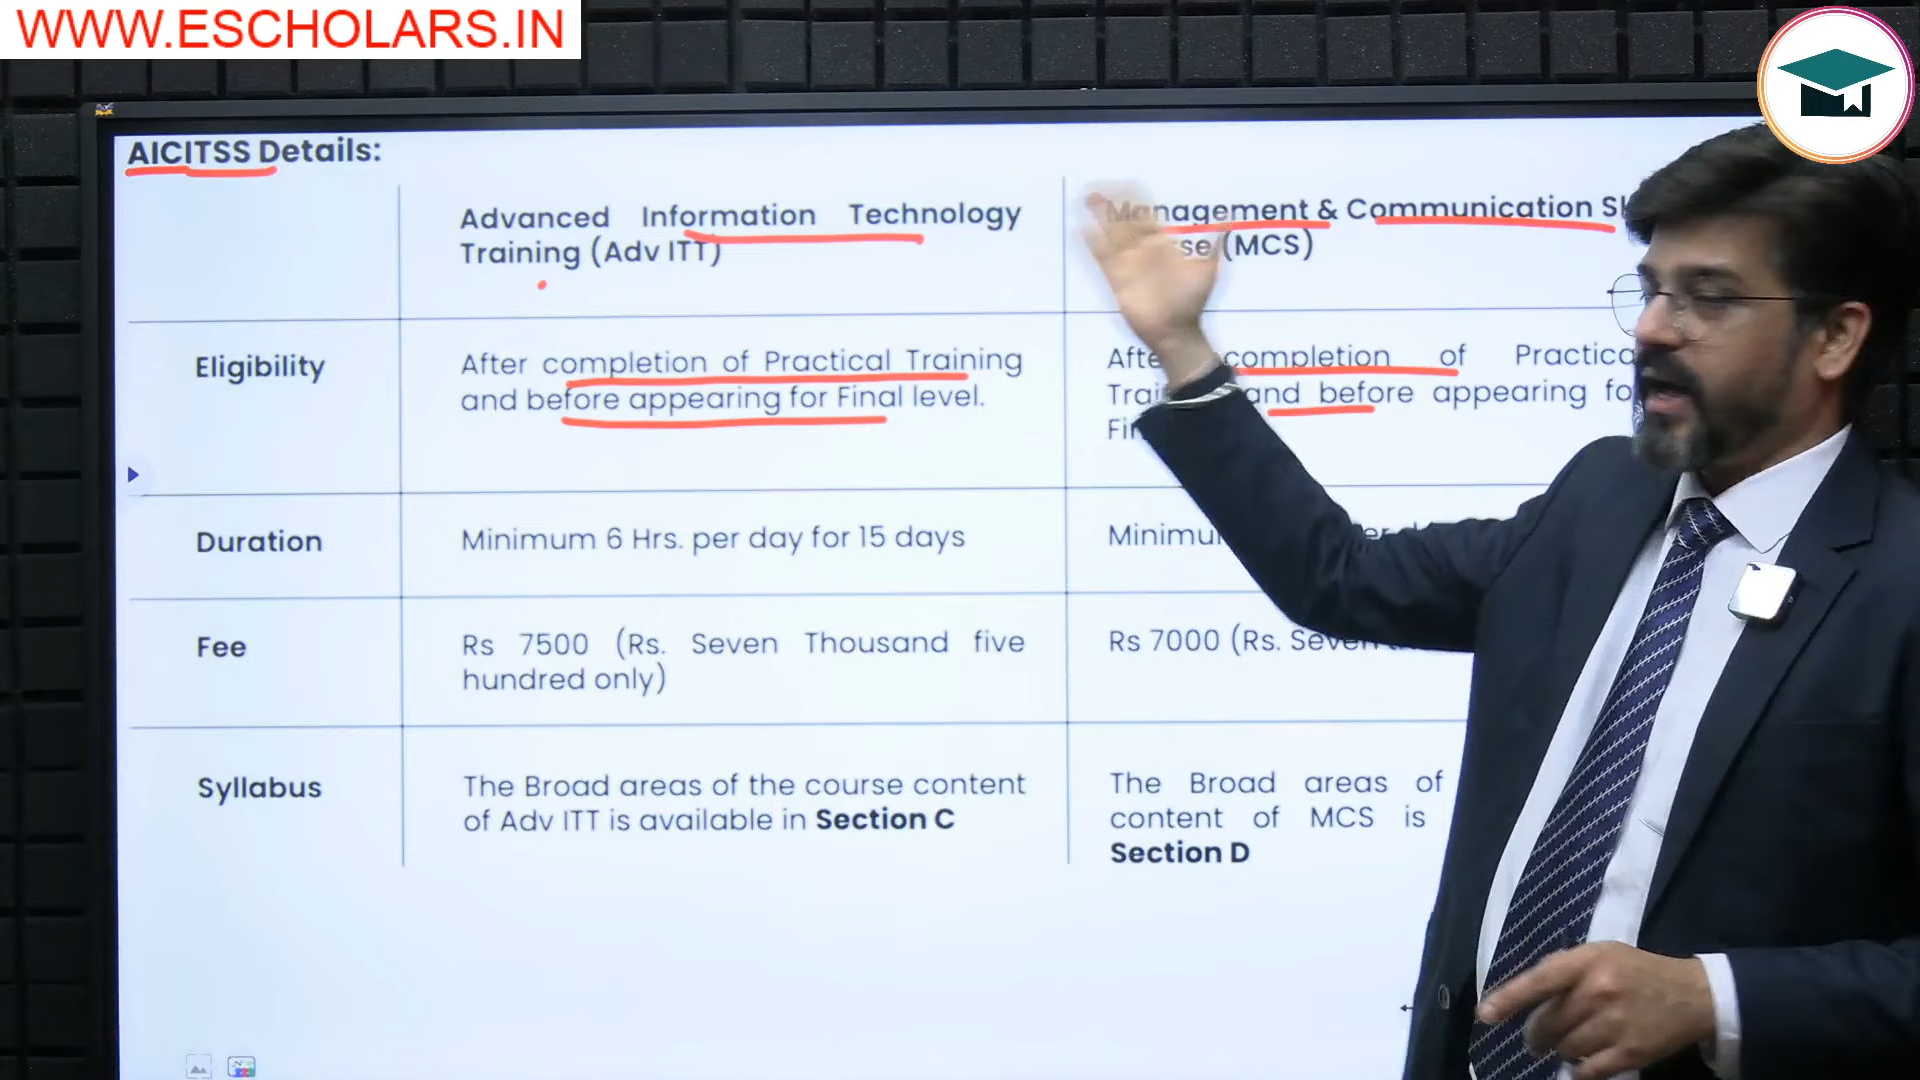 WWW.ESCHOLARS.IN
AICITSS Details:
Advanced Information Technology
Training (Adv ITT)
Management & Communication
(MCS)
Eligibility
After completion of Practical Training
and before appearing for Final level.
completion of
and before appearing
Duration
Minimum 6 Hrs. per day for 15 days
Fee
Rs 7500 (Rs. Seven Thousand five
hundred only)
Rs 7000 (Rs. Seven
Syllabus
The Broad areas of the course content
of Adv ITT is available in Section C
The Broad areas of
content of MCS is
Section D